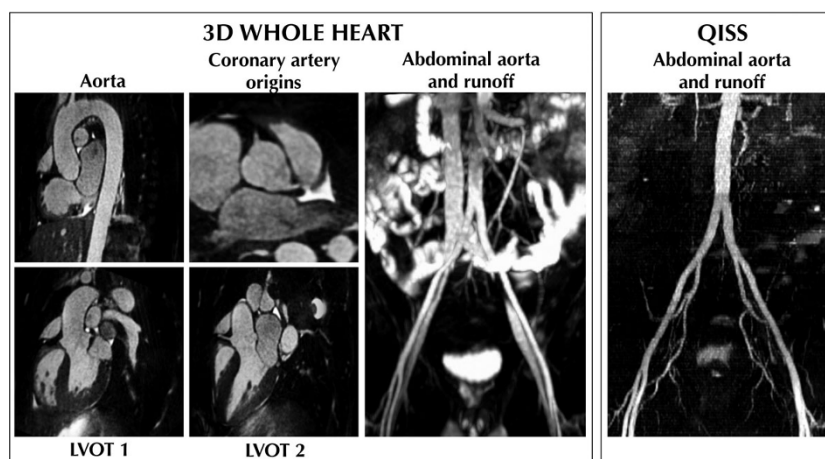 3D WHOLE HEART
Aorta
Coronary artery
origins
Abdominal aorta
and runoff
LVOT 1
LVOT 2
QISS
Abdominal aorta
and runoff